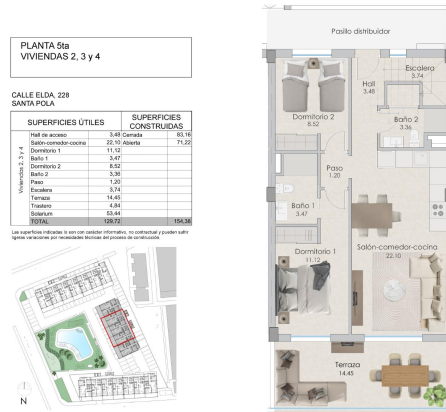 PLANTA 5ta
VIVIENDAS 2, 3 y 4
CALLE ELDA, 228
SANTA POLA
SUPERFICIES ÚTILES
SUPERFICIES CONSTRUIDAS
Viviendas 2, 3 y 4
Hall de acceso 3,48 Cerrada 83,16
Salón-comedor-cocina 22,10 Abierta 71,22
Dormitorio 1 11,12
Baño 1 3,47
Dormitorio 2 8,52
Baño 2 3,36
Paso 1,20
Escalera 3,74
Terraza 14,45
Trastero 4,84
Solarium 53,44
TOTAL 129,72 154,38
Las superficies indicadas lo son con carácter informativo, no contractual y pueden sufrir
ligeras variaciones por necesidades técnicas del proceso de construcción.
N
Pasillo distribuidor
Escalera
3.74
Hall
3.48
Dormitorio 2
8.52
Baño 2
3.36
Paso
1.20
Baño 1
3.47
Dormitorio 1
11.12
Salón-comedor-cocina
22.10
Terraza
14.45